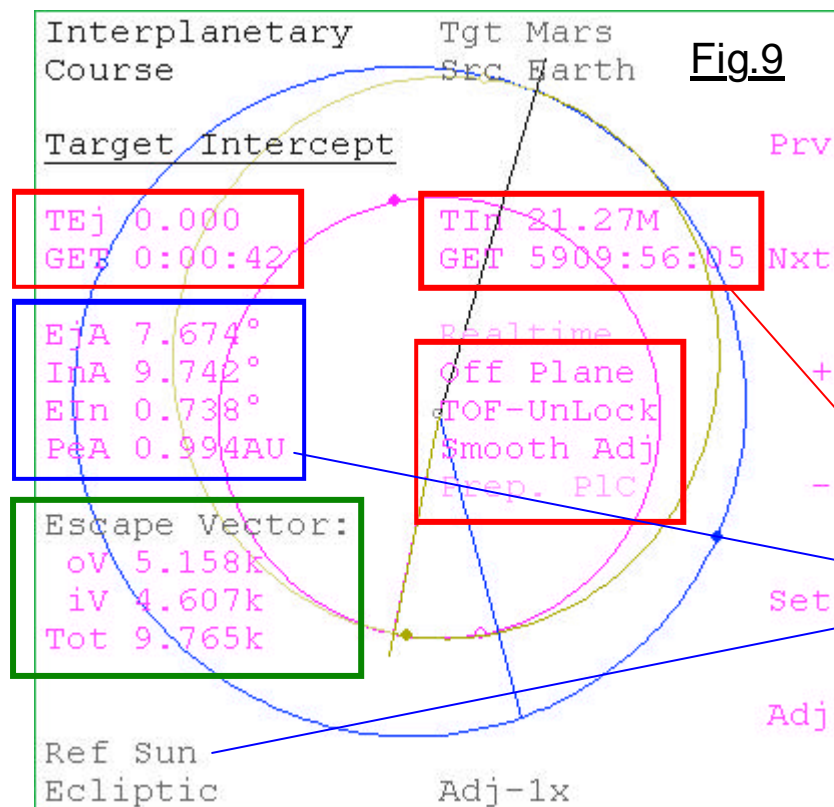 Interplanetary Tgt Mars
Course Src Earth
Fig.9
Target Intercept
Prv
TEj 0.000 TIn 21.27M
GET 0:00:42 GET 5909:56:05 Nxt
EjA 7.674° Realtime
InA 9.742° Off Plane +
EIn 0.738° TOF-UnLock
PeA 0.994AU Smooth Adj
Prep. PlC -
Escape Vector:
oV 5.158k
iV 4.607k Set
Tot 9.765k
Adj
Ref Sun
Ecliptic Adj-1x